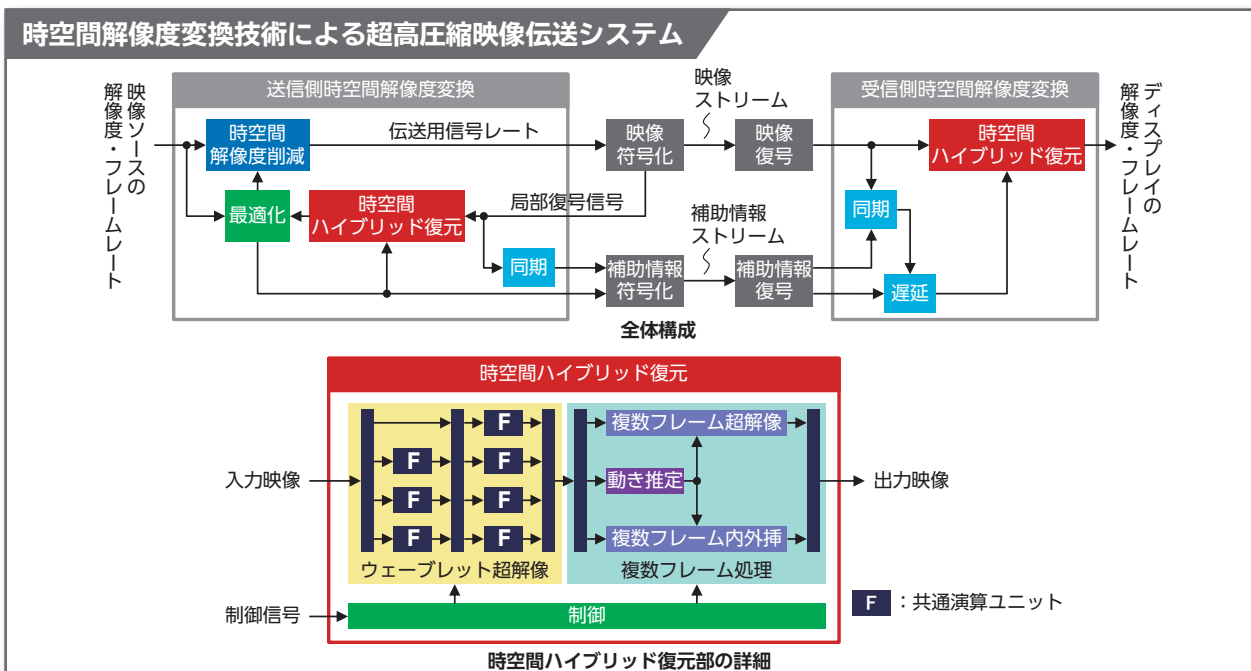 時空間解像度変換技術による超高圧縮映像伝送システム
映像ソースの
解像度・フレームレート
送信側時空間解像度変換
時空間
解像度削減
伝送用信号レート
最適化
時空間
ハイブリッド復元
局部復号信号
同期
映像
符号化
映像
ストリーム
映像
復号
補助情報
符号化
補助情報
ストリーム
補助情報
復号
受信側時空間解像度変換
時空間
ハイブリッド復元
同期
遅延
ディスプレイの
解像度・フレームレート
全体構成
時空間ハイブリッド復元
入力映像
F
F
F
F
F
F
F
ウェーブレット超解像
複数フレーム超解像
動き推定
複数フレーム内外挿
複数フレーム処理
出力映像
制御信号
制御
F：共通演算ユニット
時空間ハイブリッド復元部の詳細